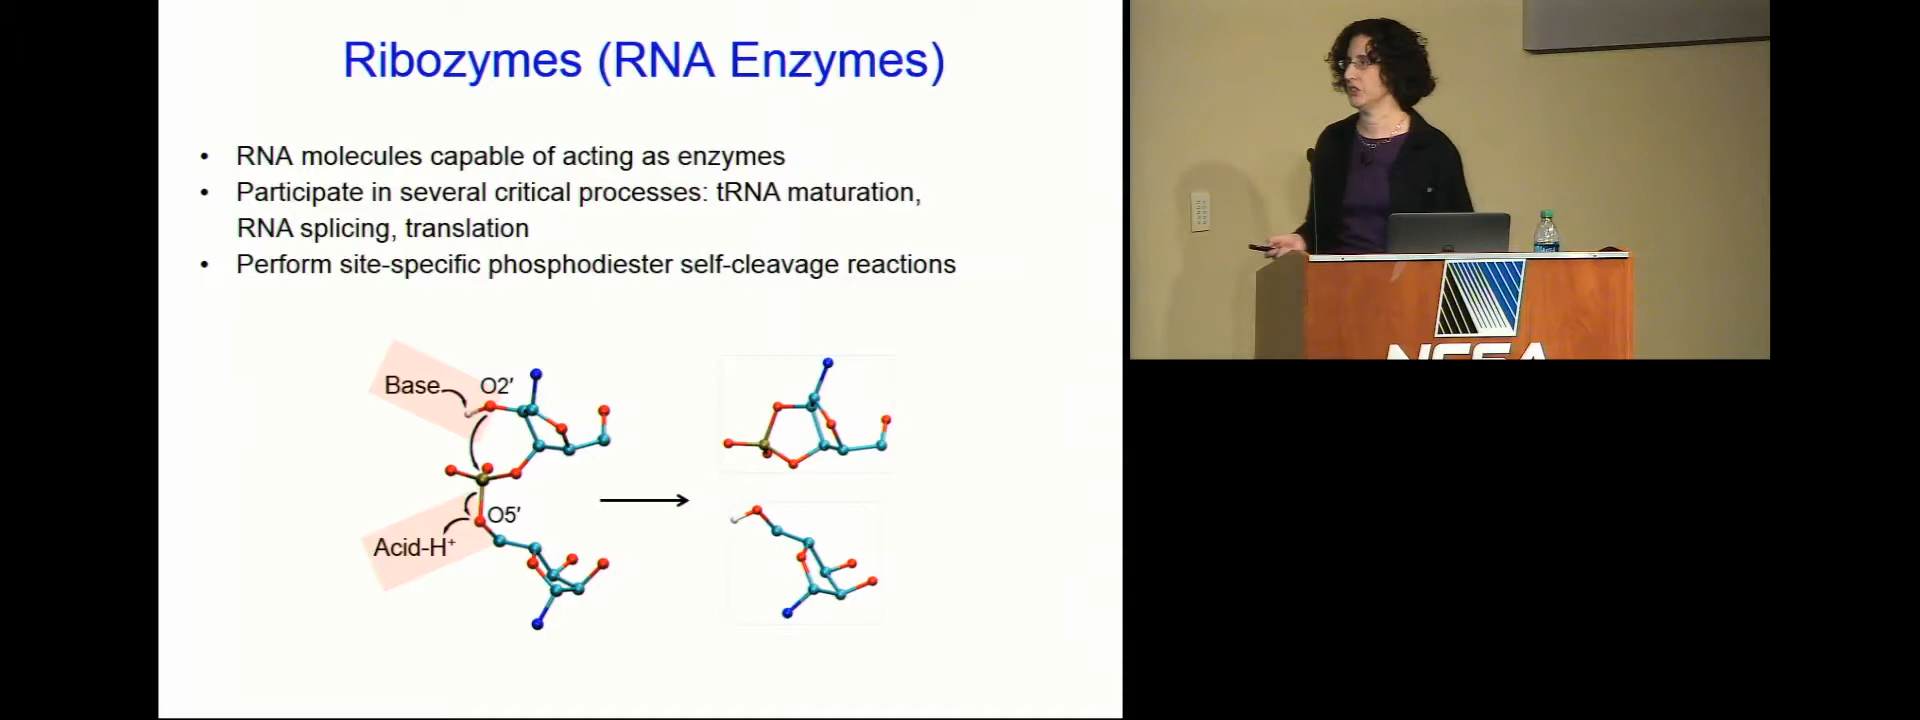 Ribozymes (RNA Enzymes)
• RNA molecules capable of acting as enzymes
• Participate in several critical processes: tRNA maturation,
RNA splicing, translation
• Perform site-specific phosphodiester self-cleavage reactions
Base
O2′
O5′
Acid-H⁺
NCSA